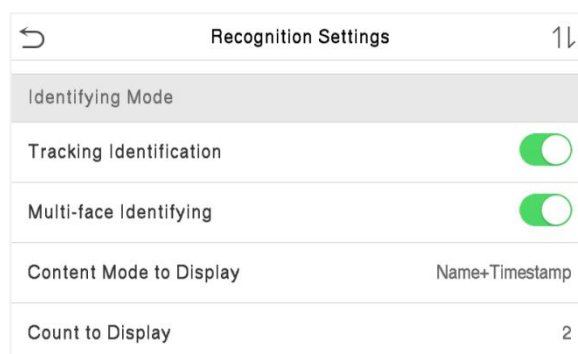 Recognition Settings
Identifying Mode
Tracking Identification
Multi-face Identifying
Content Mode to Display Name+Timestamp
Count to Display 2